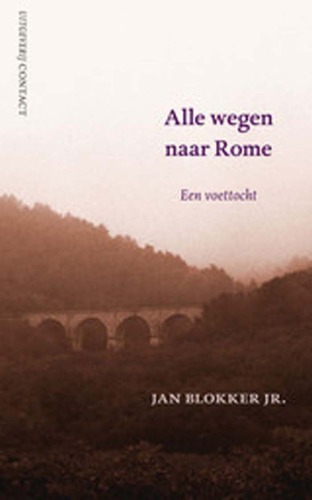 UITGEVERIJ CONTACT
Alle wegen
naar Rome
Een voettocht
JAN BLOKKER JR.